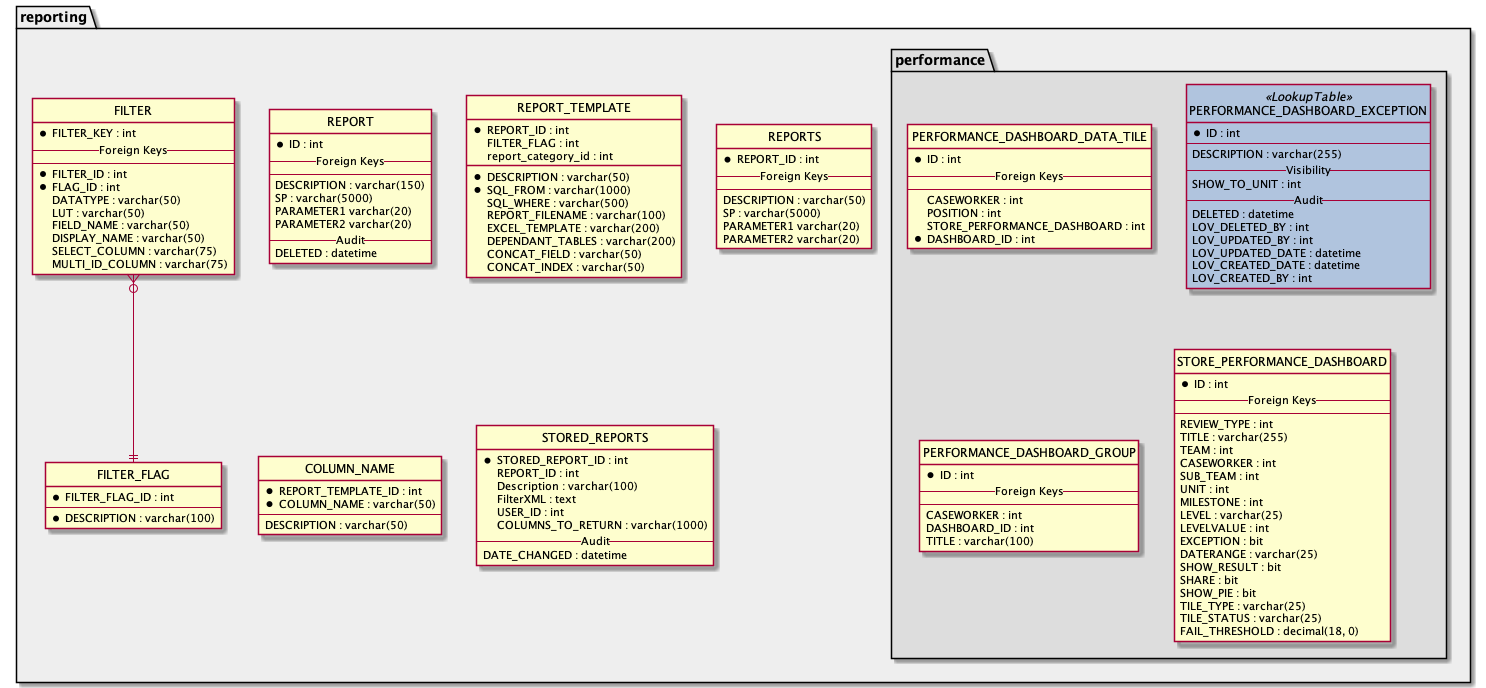 reporting
performance
FILTER
● FILTER_KEY : int
Foreign Keys
● FILTER_ID : int
● FLAG_ID : int
DATATYPE : varchar(50)
LUT : varchar(50)
FIELD_NAME : varchar(50)
DISPLAY_NAME : varchar(50)
SELECT_COLUMN : varchar(75)
MULTI_ID_COLUMN : varchar(75)
REPORT
● ID : int
Foreign Keys
DESCRIPTION : varchar(150)
SP : varchar(5000)
PARAMETER1 varchar(20)
PARAMETER2 varchar(20)
Audit
DELETED : datetime
REPORT_TEMPLATE
● REPORT_ID : int
FILTER_FLAG : int
report_category_id : int
● DESCRIPTION : varchar(50)
● SQL_FROM : varchar(1000)
SQL_WHERE : varchar(500)
REPORT_FILENAME : varchar(100)
EXCEL_TEMPLATE : varchar(200)
DEPENDANT_TABLES : varchar(200)
CONCAT_FIELD : varchar(50)
CONCAT_INDEX : varchar(50)
REPORTS
● REPORT_ID : int
Foreign Keys
DESCRIPTION : varchar(50)
SP : varchar(5000)
PARAMETER1 varchar(20)
PARAMETER2 varchar(20)
PERFORMANCE_DASHBOARD_DATA_TILE
● ID : int
Foreign Keys
CASEWORKER : int
POSITION : int
STORE_PERFORMANCE_DASHBOARD : int
● DASHBOARD_ID : int
«LookupTable»
PERFORMANCE_DASHBOARD_EXCEPTION
● ID : int
DESCRIPTION : varchar(255)
Visibility
SHOW_TO_UNIT : int
Audit
DELETED : datetime
LOV_DELETED_BY : int
LOV_UPDATED_BY : int
LOV_UPDATED_DATE : datetime
LOV_CREATED_DATE : datetime
LOV_CREATED_BY : int
FILTER_FLAG
● FILTER_FLAG_ID : int
● DESCRIPTION : varchar(100)
COLUMN_NAME
● REPORT_TEMPLATE_ID : int
● COLUMN_NAME : varchar(50)
DESCRIPTION : varchar(50)
STORED_REPORTS
● STORED_REPORT_ID : int
REPORT_ID : int
Description : varchar(100)
FilterXML : text
USER_ID : int
COLUMNS_TO_RETURN : varchar(1000)
Audit
DATE_CHANGED : datetime
PERFORMANCE_DASHBOARD_GROUP
● ID : int
Foreign Keys
CASEWORKER : int
DASHBOARD_ID : int
TITLE : varchar(100)
STORE_PERFORMANCE_DASHBOARD
● ID : int
Foreign Keys
REVIEW_TYPE : int
TITLE : varchar(255)
TEAM : int
CASEWORKER : int
SUB_TEAM : int
UNIT : int
MILESTONE : int
LEVEL : varchar(25)
LEVELVALUE : int
EXCEPTION : bit
DATERANGE : varchar(25)
SHOW_RESULT : bit
SHARE : bit
SHOW_PIE : bit
TILE_TYPE : varchar(25)
TILE_STATUS : varchar(25)
FAIL_THRESHOLD : decimal(18, 0)